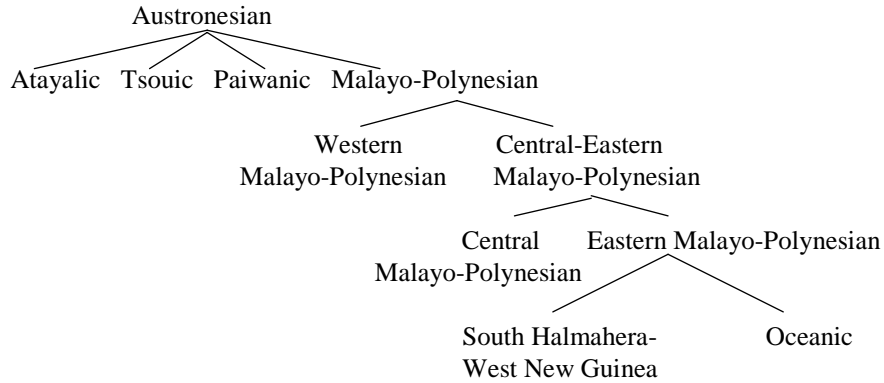 Austronesian
Atayalic Tsouic Paiwanic Malayo-Polynesian
Western
Malayo-Polynesian
Central-Eastern
Malayo-Polynesian
Central
Malayo-Polynesian
Eastern Malayo-Polynesian
South Halmahera-
West New Guinea
Oceanic